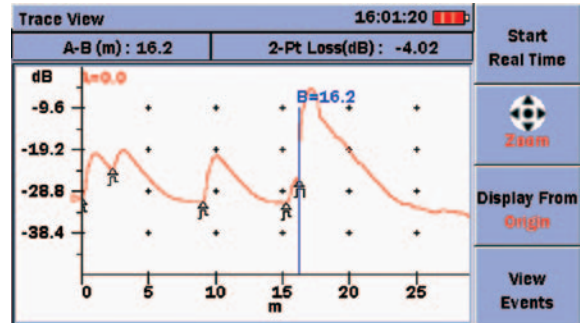 Trace View 16:01:20
A-B (m) : 16.2 2-Pt Loss(dB) : -4.02
dB A=0.0
B=16.2
-9.6
-19.2
-28.8
-38.4
0 5 10 15 20 25
m
Start
Real Time
Zoom
Display From
Origin
View
Events